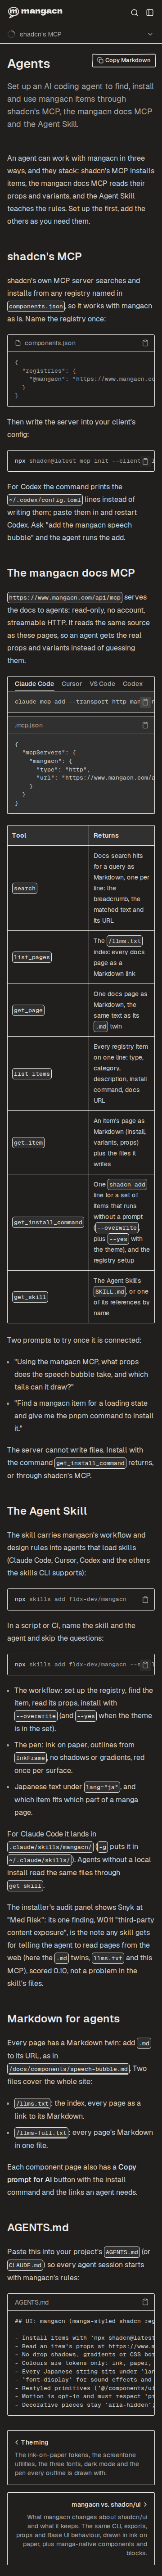 mangacn
shadcn's MCP
Agents
Copy Markdown
Set up an AI coding agent to find, install
and use mangacn items through
shadcn's MCP, the mangacn docs MCP
and the Agent Skill.
An agent can work with mangacn in three
ways, and they stack: shadcn's MCP installs
items, the mangacn docs MCP reads their
props and variants, and the Agent Skill
teaches the rules. Set up the first, add the
others as you need them.
shadcn's MCP
shadcn's own MCP server searches and
installs from any registry named in
components.json, so it works with mangacn
as is. Name the registry once:
components.json
{
"registries": {
"@mangacn": "https://www.mangacn.co
}
}
Then write the server into your client's
config:
npx shadcn@latest mcp init --client
For Codex the command prints the
~/.codex/config.toml lines instead of
writing them; paste them in and restart
Codex. Ask "add the mangacn speech
bubble" and the agent runs the add.
The mangacn docs MCP
https://www.mangacn.com/api/mcp serves
the docs to agents: read-only, no account,
streamable HTTP. It reads the same source
as these pages, so an agent gets the real
props and variants instead of guessing
them.
Claude Code Cursor VS Code Codex
claude mcp add --transport http man
.mcp.json
{
"mcpServers": {
"mangacn": {
"type": "http",
"url": "https://www.mangacn.com/a
}
}
}
Tool Returns
search
Docs search hits
for a query as
Markdown, one per
line: the
breadcrumb, the
matched text and
its URL
list_pages
The /llms.txt
index: every docs
page as a
Markdown link
get_page
One docs page as
Markdown, the
same text as its
.md twin
list_items
Every registry item
on one line: type,
category,
description, install
command, docs
URL
get_item
An item's page as
Markdown (install,
variants, props)
plus the files it
writes
get_install_command
One shadcn add
line for a set of
items that runs
without a prompt
(--overwrite,
plus --yes with
the theme), and the
registry setup
get_skill
The Agent Skill's
SKILL.md, or one
of its references by
name
Two prompts to try once it is connected:
• "Using the mangacn MCP, what props
does the speech bubble take, and which
tails can it draw?"
• "Find a mangacn item for a loading state
and give me the pnpm command to install
it."
The server cannot write files. Install with
the command get_install_command returns,
or through shadcn's MCP.
The Agent Skill
The skill carries mangacn's workflow and
design rules into agents that load skills
(Claude Code, Cursor, Codex and the others
the skills CLI supports):
npx skills add fldx-dev/mangacn
In a script or CI, name the skill and the
agent and skip the questions:
npx skills add fldx-dev/mangacn --s
• The workflow: set up the registry, find the
item, read its props, install with
--overwrite (and --yes when the theme
is in the set).
• The pen: ink on paper, outlines from
InkFrame, no shadows or gradients, red
once per surface.
• Japanese text under lang="js", and
which item fits which part of a manga
page.
For Claude Code it lands in
.claude/skills/mangacn/ (-g puts it in
~/.claude/skills/). Agents without a local
install read the same files through
get_skill.
The installer's audit panel shows Snyk at
"Med Risk": its one finding, W011 "third-party
content exposure", is the note any skill gets
for telling the agent to read pages from the
web (here the .md twins, llms.txt and this
MCP), scored 0.10, not a problem in the
skill's files.
Markdown for agents
Every page has a Markdown twin: add .md
to its URL, as in
/docs/components/speech-bubble.md. Two
files cover the whole site:
• /llms.txt: the index, every page as a
link to its Markdown.
• /llms-full.txt: every page's Markdown
in one file.
Each component page also has a Copy
prompt for AI button with the install
command and the links an agent needs.
AGENTS.md
Paste this into your project's AGENTS.md (or
CLAUDE.md) so every agent session starts
with mangacn's rules:
AGENTS.md
## UI: mangacn (manga-styled shadcn reg
- Install items with 'npx shadcn@latest
- Read an item's props at https://www.m
- No drop shadows, gradients or CSS bor
- Colours are tokens only: ink, paper,
- Every Japanese string sits under 'lan
- 'font-display' for sound effects and
- Restyled primitives ('@/components/ui
- Motion is opt-in and must respect 'pr
- Purely decorative pieces stay 'aria-hidden'
Theming
The ink-on-paper tokens, the screentone
utilities, the three fonts, dark mode and the
pen every outline is drawn with.
mangacn vs. shadcn/ui
What mangacn changes about shadcn/ui
and what it keeps. The same CLI, exports,
props and Base UI behaviour, drawn in ink on
paper, plus manga-native components and
blocks.